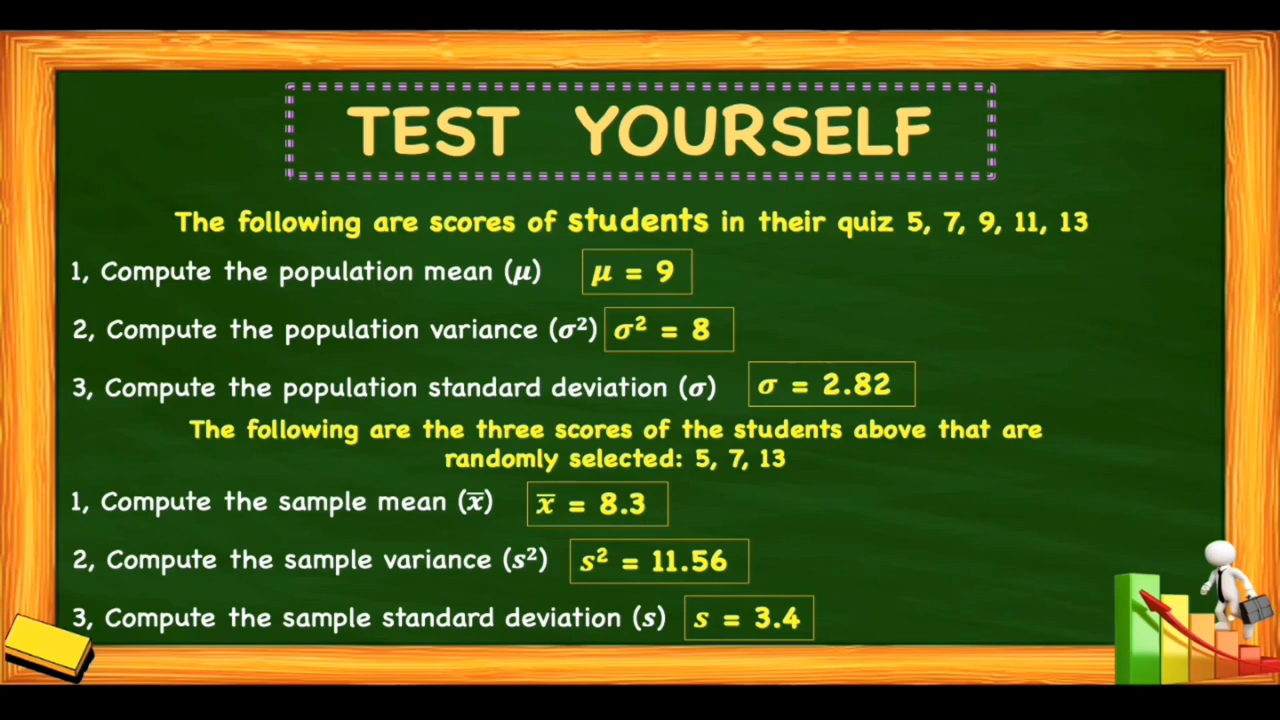 TEST YOURSELF
The following are scores of students in their quiz 5, 7, 9, 11, 13
1, Compute the population mean (μ) μ = 9
2, Compute the population variance (σ²) σ² = 8
3, Compute the population standard deviation (σ) σ = 2.82
The following are the three scores of the students above that are
randomly selected: 5, 7, 13
1, Compute the sample mean (x̅) x̅ = 8.3
2, Compute the sample variance (s²) s² = 11.56
3, Compute the sample standard deviation (s) s = 3.4